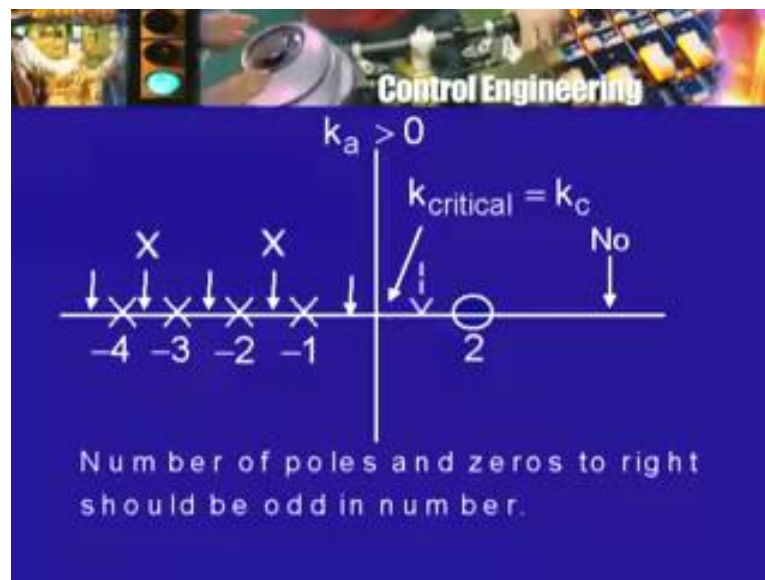 Control Engineering
kₐ > 0
k_critical = k_c
No
X X
−4 −3 −2 −1 2
Number of poles and zeros to right
should be odd in number.